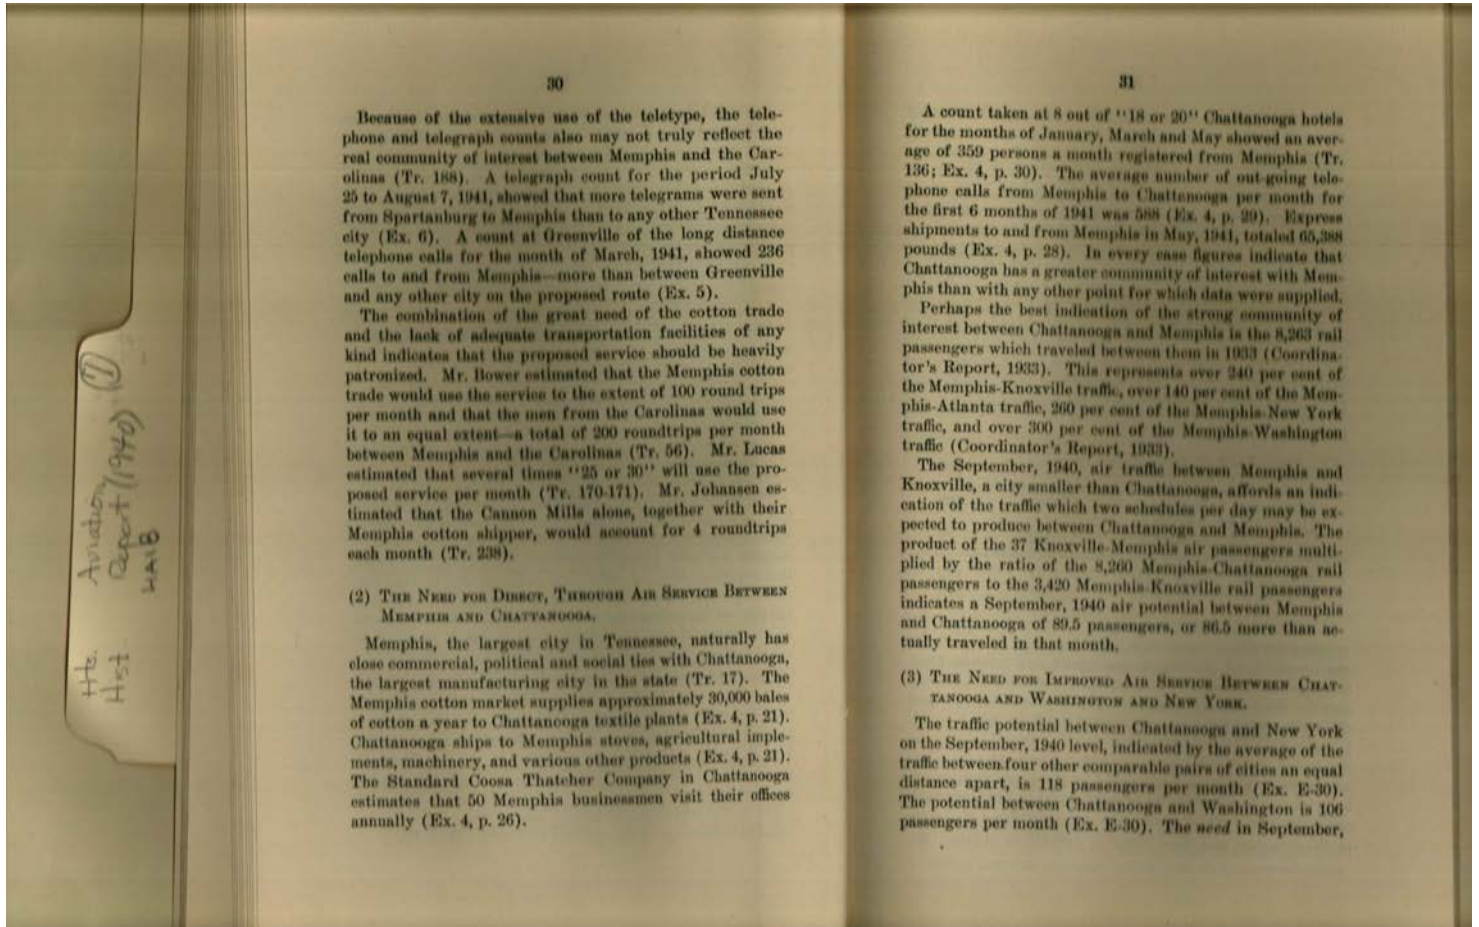 Hts. Aviation
Hist Report (1940) (7)
HAIB
30
Because of the extensive use of the teletype, the tele-
phone and telegraph counts also may not truly reflect the
real community of interest between Memphis and the Car-
olinas (Tr. 188). A telegraph count for the period July
25 to August 7, 1941, showed that more telegrams were sent
from Spartanburg to Memphis than to any other Tennessee
city (Ex. 6). A count at Greenville of the long distance
telephone calls for the month of March, 1941, showed 236
calls to and from Memphis—more than between Greenville
and any other city on the proposed route (Ex. 5).
The combination of the great need of the cotton trade
and the lack of adequate transportation facilities of any
kind indicates that the proposed service should be heavily
patronized. Mr. Bower estimated that the Memphis cotton
trade would use the service to the extent of 100 round trips
per month and that the men from the Carolinas would use
it to an equal extent—a total of 200 roundtrips per month
between Memphis and the Carolinas (Tr. 56). Mr. Lucas
estimated that several times "25 or 30" will use the pro-
posed service per month (Tr. 170-171). Mr. Johansen es-
timated that the Cannon Mills alone, together with their
Memphis cotton shipper, would account for 4 roundtrips
each month (Tr. 238).
(2) The Need for Direct, Through Air Service Between
Memphis and Chattanooga.
Memphis, the largest city in Tennessee, naturally has
close commercial, political and social ties with Chattanooga,
the largest manufacturing city in the state (Tr. 17). The
Memphis cotton market supplies approximately 30,000 bales
of cotton a year to Chattanooga textile plants (Ex. 4, p. 21).
Chattanooga ships to Memphis stoves, agricultural imple-
ments, machinery, and various other products (Ex. 4, p. 21).
The Standard Coosa Thatcher Company in Chattanooga
estimates that 50 Memphis businessmen visit their offices
annually (Ex. 4, p. 26).
31
A count taken at 8 out of "18 or 20" Chattanooga hotels
for the months of January, March and May showed an aver-
age of 359 persons a month registered from Memphis (Tr.
136; Ex. 4, p. 30). The average number of out-going tele-
phone calls from Memphis to Chattanooga per month for
the first 6 months of 1941 was 588 (Ex. 4, p. 29). Express
shipments to and from Memphis in May, 1941, totaled 65,388
pounds (Ex. 4, p. 28). In every case figures indicate that
Chattanooga has a greater community of interest with Mem-
phis than with any other point for which data were supplied.
Perhaps the best indication of the strong community of
interest between Chattanooga and Memphis is the 8,263 rail
passengers which traveled between them in 1933 (Coordina-
tor's Report, 1933). This represents over 240 per cent of
the Memphis-Knoxville traffic, over 140 per cent of the Mem-
phis-Atlanta traffic, 260 per cent of the Memphis-New York
traffic, and over 300 per cent of the Memphis-Washington
traffic (Coordinator's Report, 1933).
The September, 1940, air traffic between Memphis and
Knoxville, a city smaller than Chattanooga, affords an indi-
cation of the traffic which two schedules per day may be ex-
pected to produce between Chattanooga and Memphis. The
product of the 37 Knoxville-Memphis air passengers multi-
plied by the ratio of the 8,260 Memphis-Chattanooga rail
passengers to the 3,420 Memphis-Knoxville rail passengers
indicates a September, 1940 air potential between Memphis
and Chattanooga of 89.5 passengers, or 86.5 more than ac-
tually traveled in that month.
(3) The Need for Improved Air Service Between Chat-
tanooga and Washington and New York.
The traffic potential between Chattanooga and New York
on the September, 1940 level, indicated by the average of the
traffic between four other comparable pairs of cities an equal
distance apart, is 118 passengers per month (Ex. E-30).
The potential between Chattanooga and Washington is 106
passengers per month (Ex. E-30). The need in September,